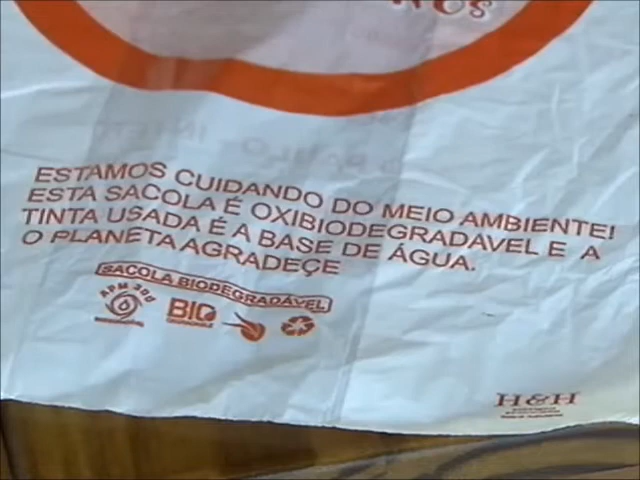 ESTAMOS CUIDANDO DO MEIO AMBIENTE!
ESTA SACOLA É OXIBIODEGRADÁVEL E A
TINTA USADA É A BASE DE ÁGUA.
O PLANETA AGRADEÇE
SACOLA BIODEGRADÁVEL
BIO
H&H